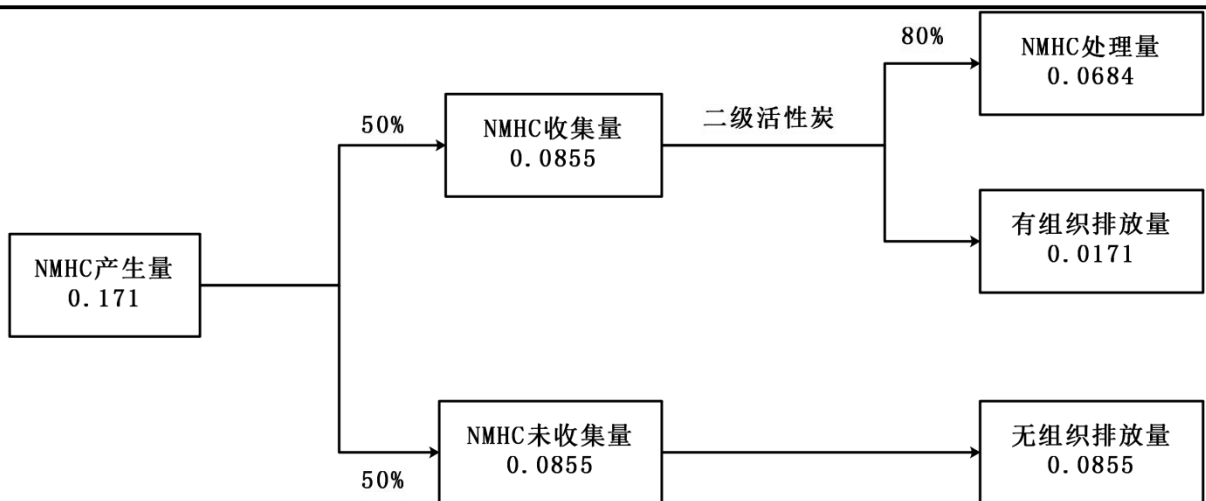 80%
NMHC处理量
0.0684
50%
NMHC收集量
0.0855
二级活性炭
有组织排放量
0.0171
NMHC产生量
0.171
NMHC未收集量
0.0855
50%
无组织排放量
0.0855